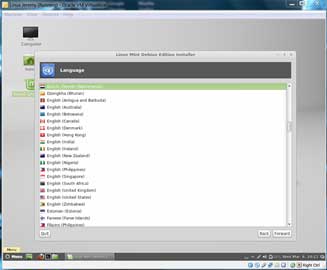 Linux Jeremy [Running] - Oracle VM VirtualBox
Machine View Devices Help
Computer
Linux Mint Debian Edition Installer
Language
Dzongkha (Bhutan)
English (Antigua and Barbuda)
English (Australia)
English (Botswana)
English (Canada)
English (Denmark)
English (Hong Kong)
English (India)
English (Ireland)
English (New Zealand)
English (Nigeria)
English (Philippines)
English (Singapore)
English (South Africa)
English (United Kingdom)
English (United States)
English (Zimbabwe)
Estonian (Estonia)
Faroese (Faroe Islands)
Filipino (Philippines)
Quit
Back
Forward
Menu
Menu
Right Ctrl